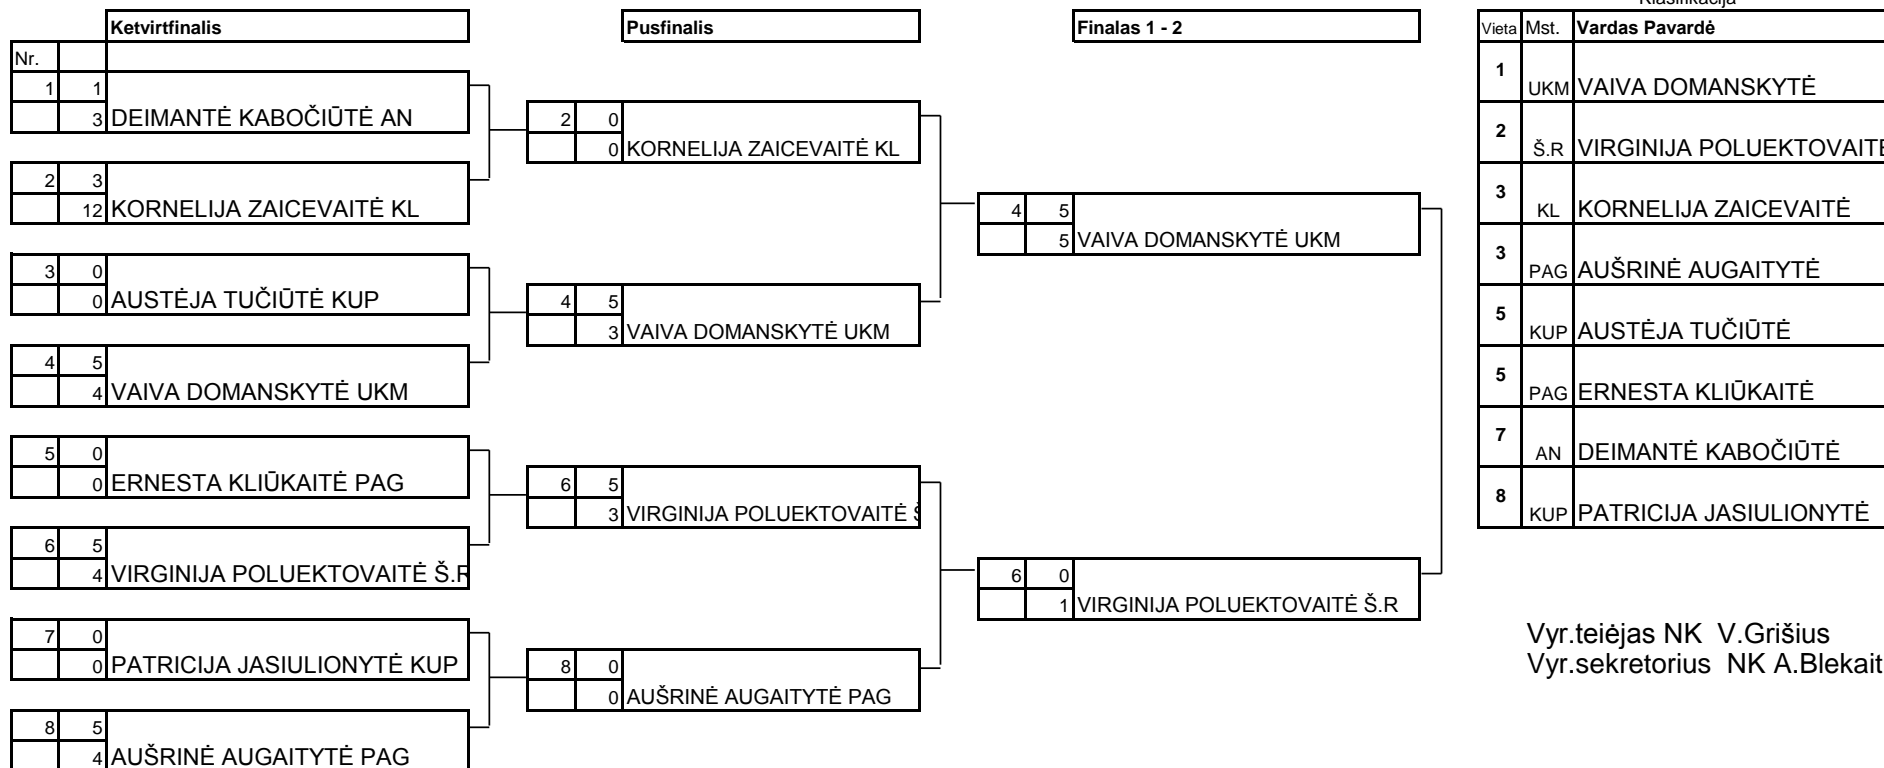 Klasifikacija
Ketvirtfinalis Pusfinalis Finalas 1 - 2 Vieta Mst. Vardas Pavardė
Nr.
1 1
3 DEIMANTĖ KABOČIŪTĖ AN
2 3
12 KORNELIJA ZAICEVAITĖ KL
3 0
0 AUSTĖJA TUČIŪTĖ KUP
4 5
4 VAIVA DOMANSKYTĖ UKM
5 0
0 ERNESTA KLIŪKAITĖ PAG
6 5
4 VIRGINIJA POLUEKTOVAITĖ Š.R
7 0
0 PATRICIJA JASIULIONYTĖ KUP
8 5
4 AUŠRINĖ AUGAITYTĖ PAG
2 0
0 KORNELIJA ZAICEVAITĖ KL
4 5
3 VAIVA DOMANSKYTĖ UKM
6 5
3 VIRGINIJA POLUEKTOVAITĖ Š
8 0
0 AUŠRINĖ AUGAITYTĖ PAG
4 5
5 VAIVA DOMANSKYTĖ UKM
6 0
1 VIRGINIJA POLUEKTOVAITĖ Š.R
1 UKM VAIVA DOMANSKYTĖ
2 Š.R VIRGINIJA POLUEKTOVAITĖ
3 KL KORNELIJA ZAICEVAITĖ
3 PAG AUŠRINĖ AUGAITYTĖ
5 KUP AUSTĖJA TUČIŪTĖ
5 PAG ERNESTA KLIŪKAITĖ
7 AN DEIMANTĖ KABOČIŪTĖ
8 KUP PATRICIJA JASIULIONYTĖ
Vyr.teiėjas NK V.Grišius
Vyr.sekretorius NK A.Blekait